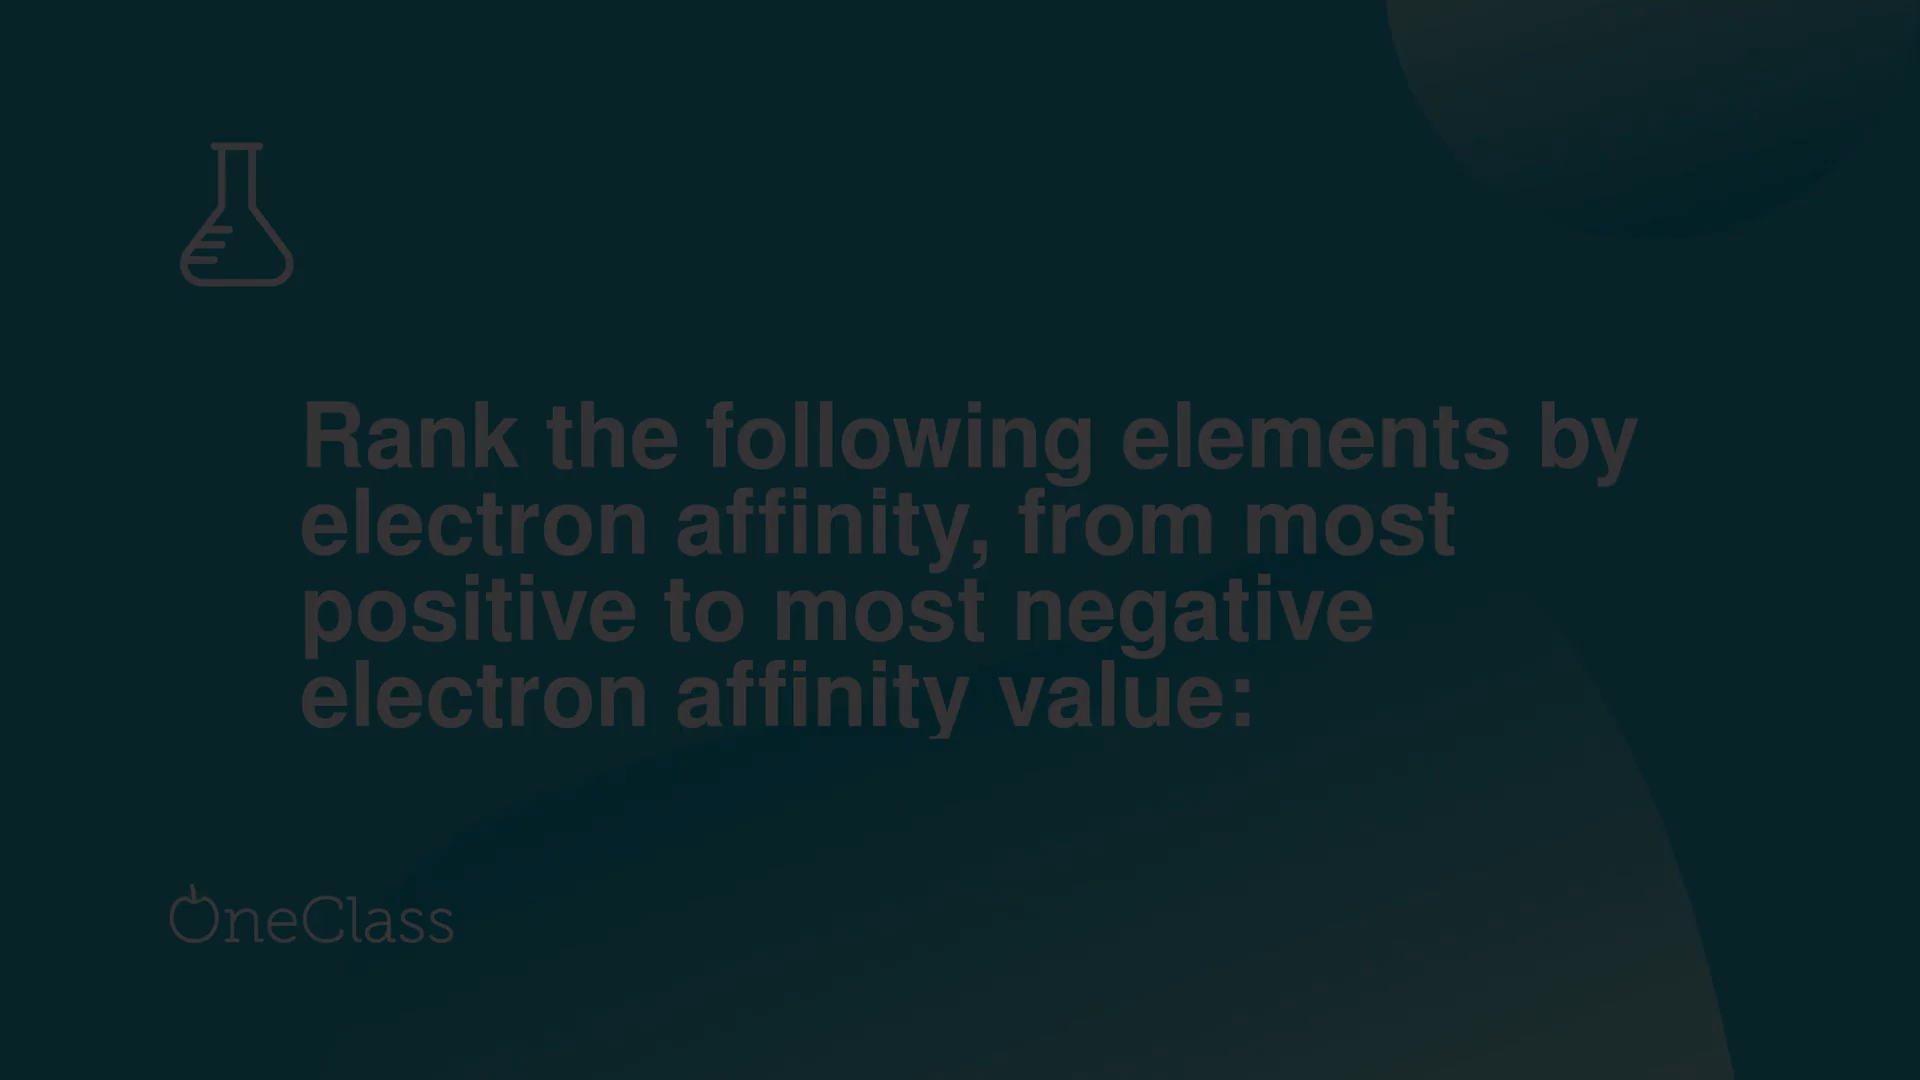 Rank the following elements by
electron affinity, from most
positive to most negative
electron affinity value:
OneClass